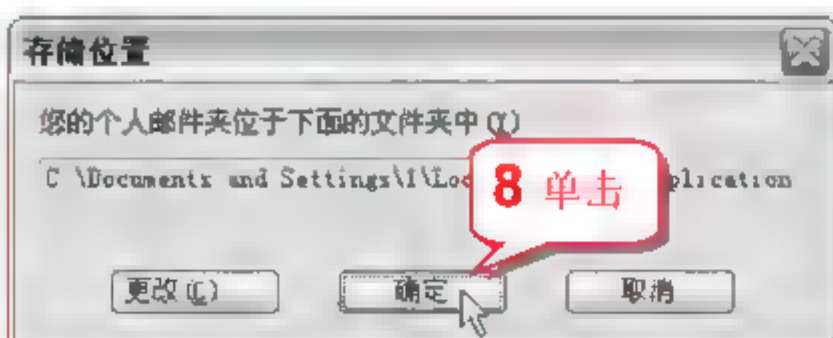 存储位置
您的个人邮件夹位于下面的文件夹中(Y)
C \Documents and Settings\1\Loc plication
8 单击
更改(C) 确定 取消